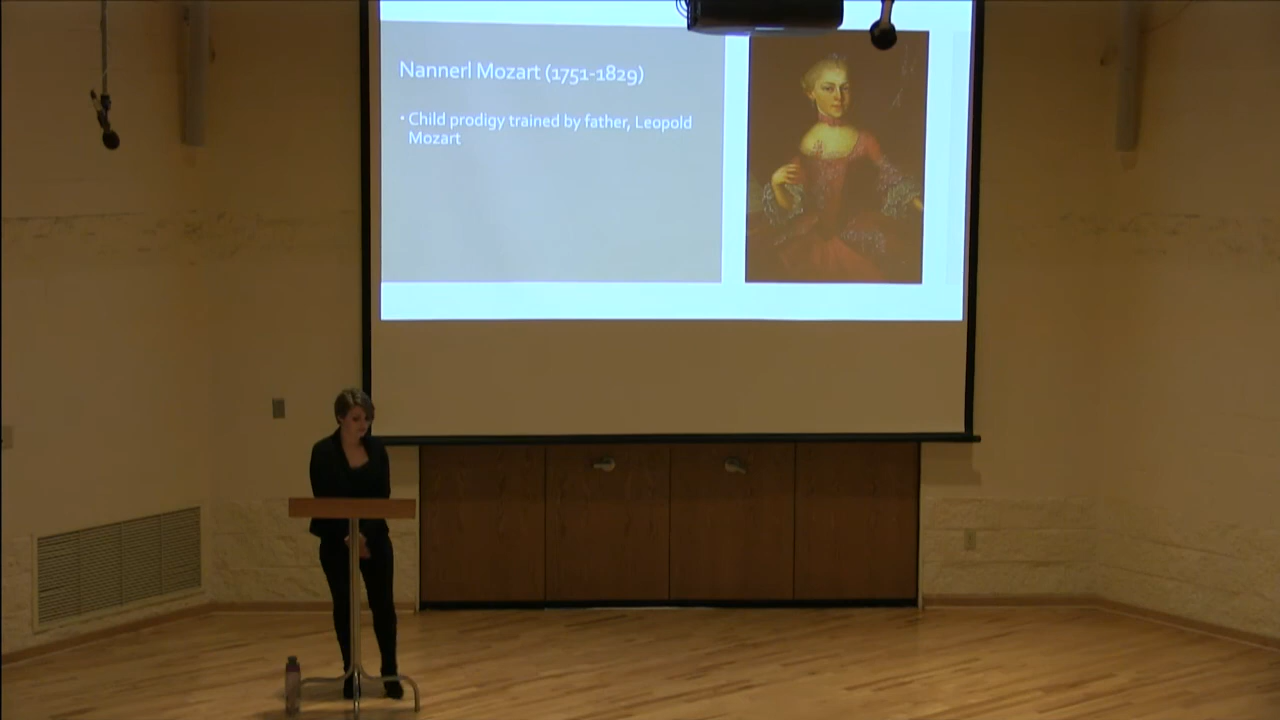 Nannerl Mozart (1751-1829)
• Child prodigy trained by father, Leopold
Mozart